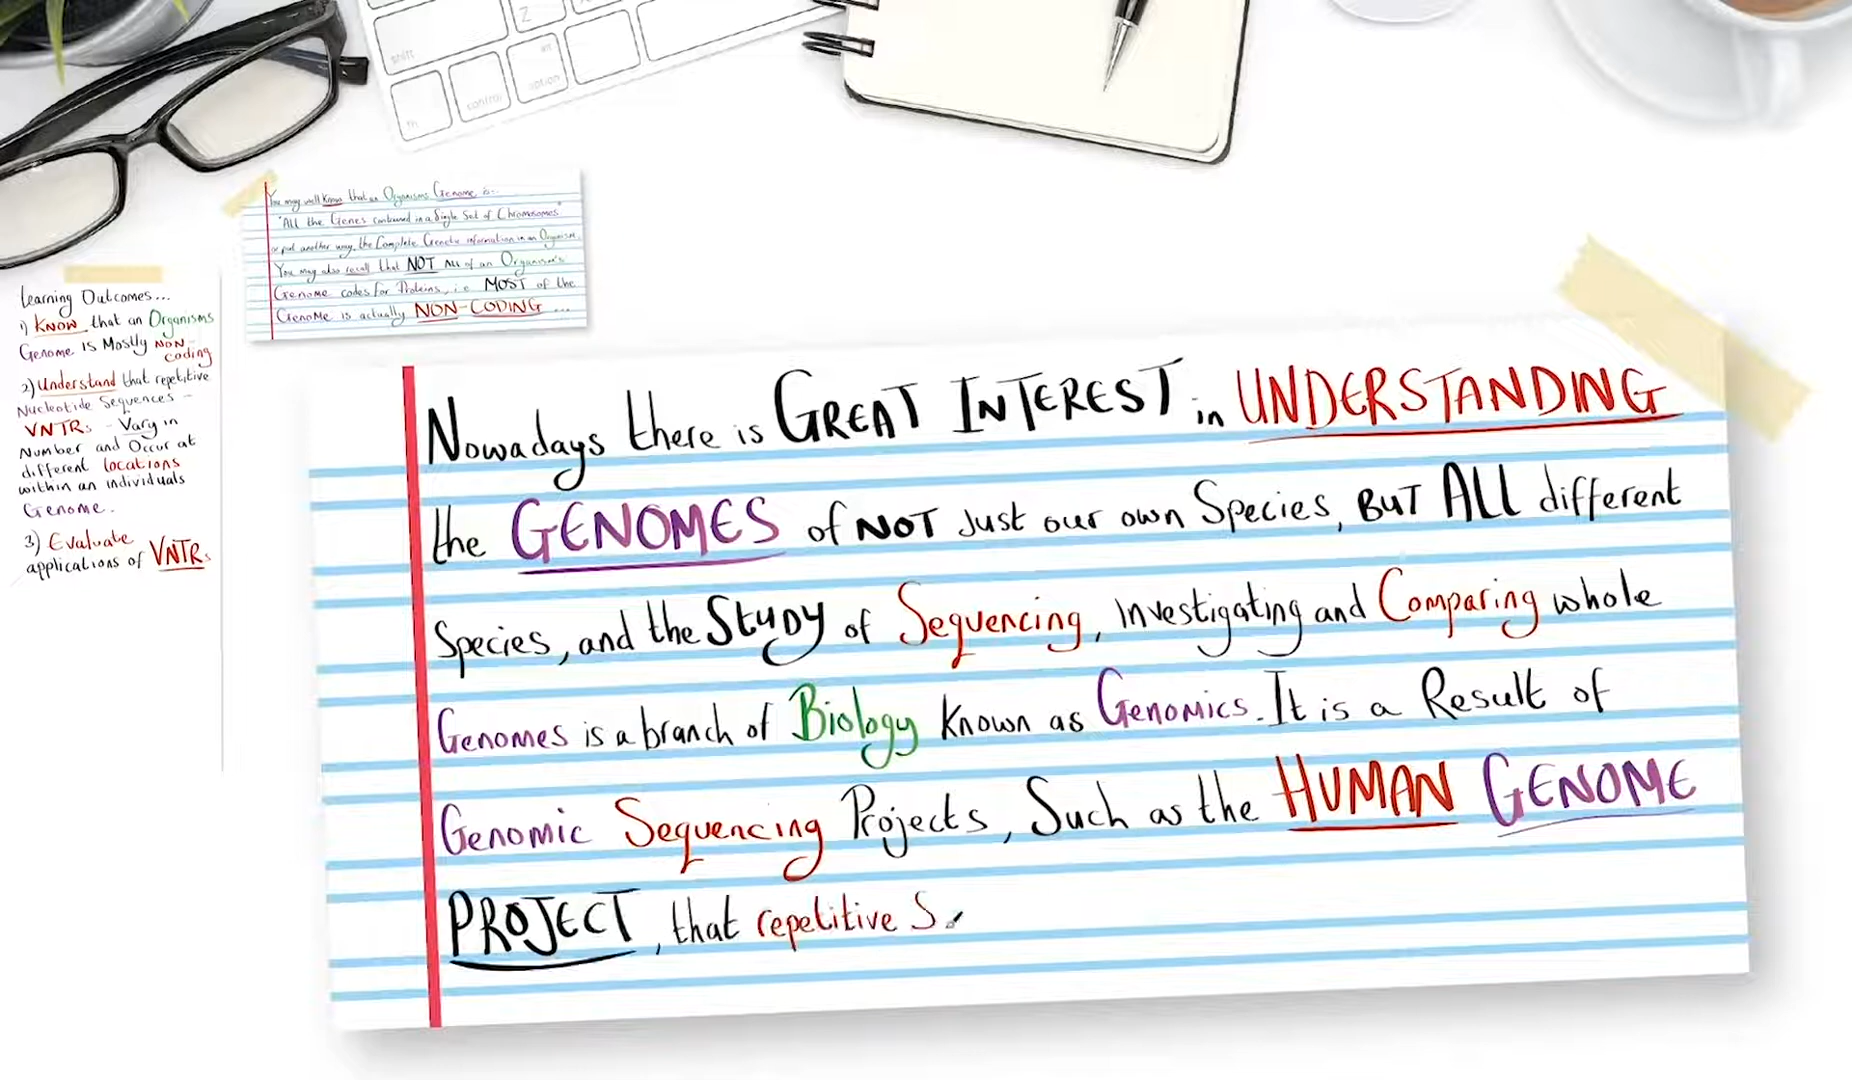 shift
Z
fn
control
alt
option
You may well know that an Organisms Genome is-
"All the Genes contained in a Single Set of Chromosomes"
or put another way, the Complete Genetic information in an Organism.
You may also recall that NOT ALL of an Organism's
Genome codes for Proteins, i.e MOST of the
GenoMe is actually NON-CODING ...
Learning Outcomes...
1) KNOW that an Organisms
Genome is Mostly NON-
coding
2) Understand that repetitive
Nucleotide Sequences -
VNTRs - Vary in
Number and Occur at
different locations
within an individuals
Genome.
3) Evaluate
applications of VNTRs
Nowadays there is GREAT INTEREST in UNDERSTANDING
the GENOMES of NOT just our own Species, BUT ALL different
Species, and the STUDY of Sequencing, investigating and Comparing whole
Genomes is a branch of Biology known as Genomics. It is a Result of
Genomic Sequencing Projects, Such as the HUMAN GENOME
PROJECT, that repetitive S